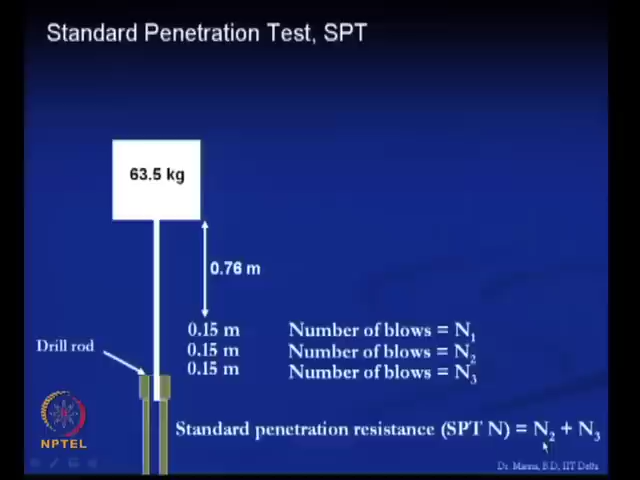 Standard Penetration Test, SPT
63.5 kg
0.76 m
0.15 m Number of blows = N₁
0.15 m Number of blows = N₂
0.15 m Number of blows = N₃
Drill rod
Standard penetration resistance (SPT N) = N₂ + N₃
NPTEL
Dr. Manna, B.D, IIT Delhi